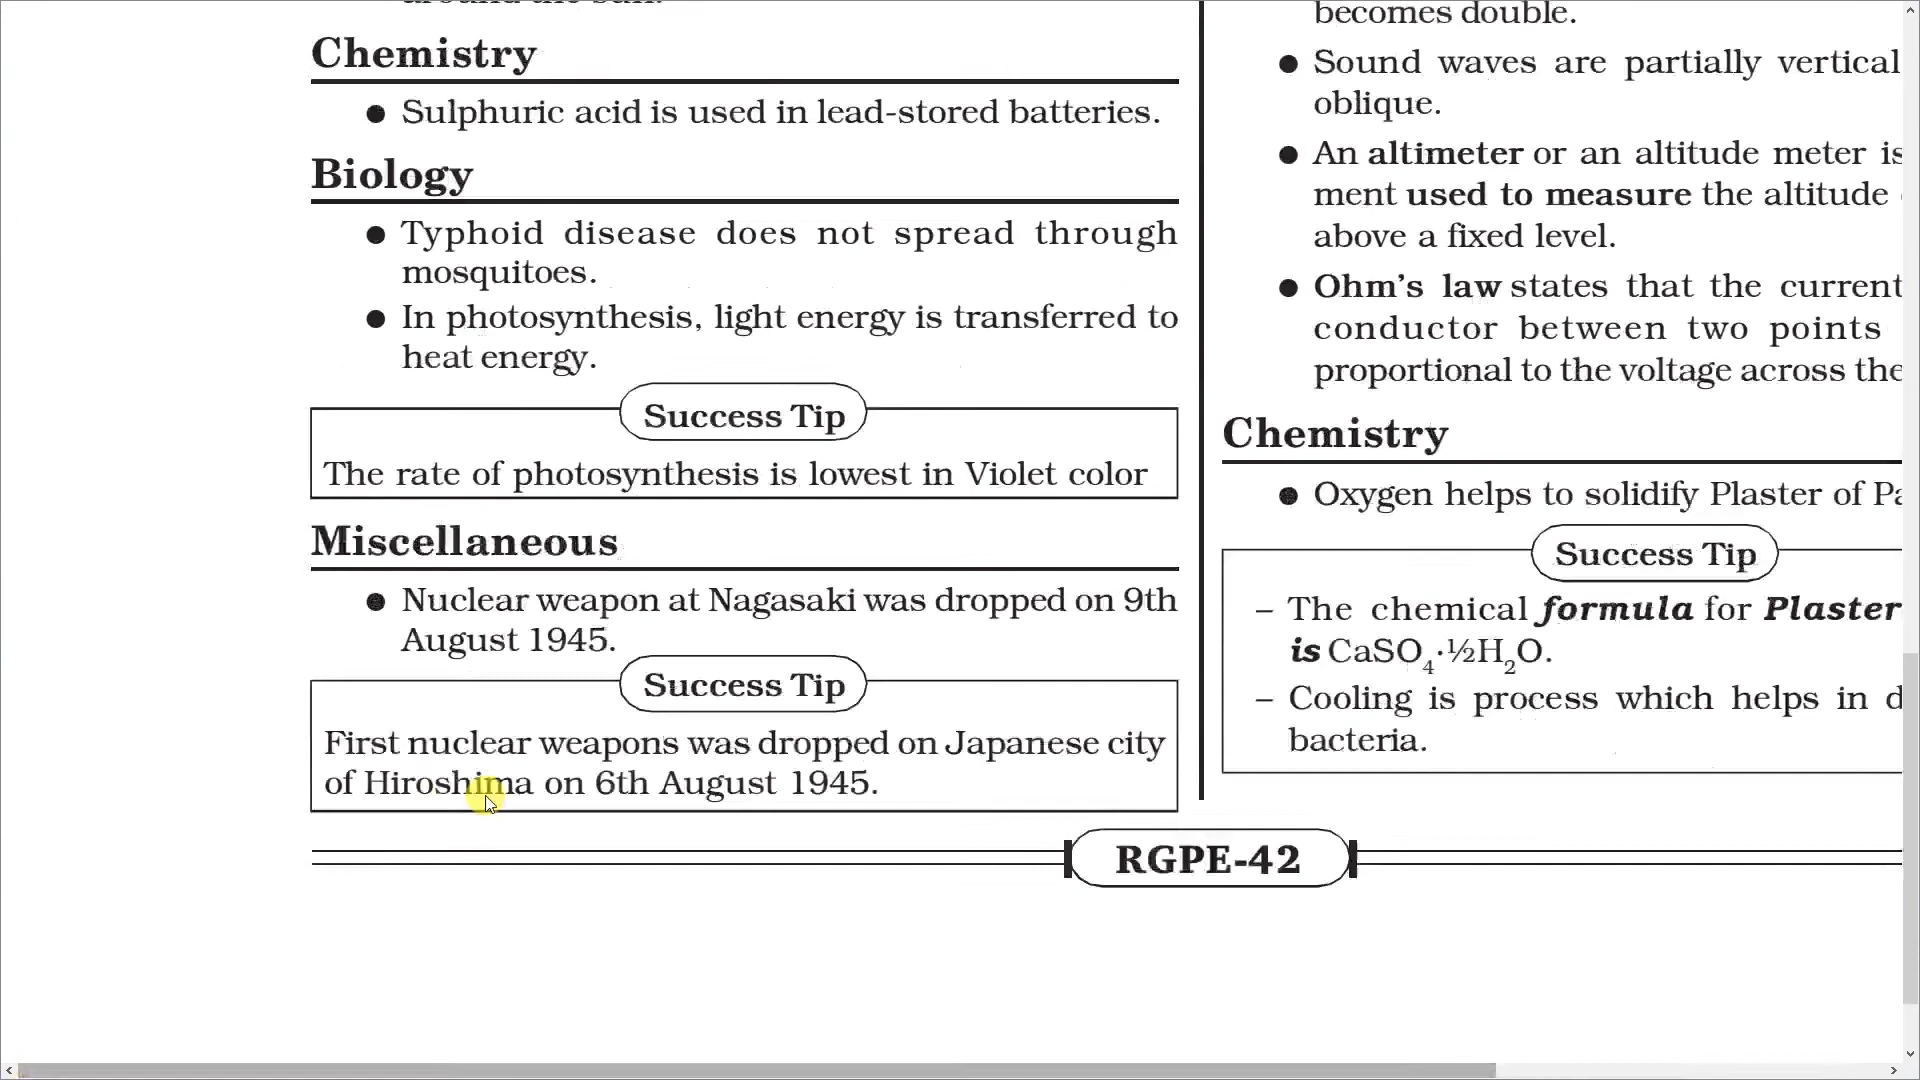 around the sun.
Chemistry
● Sulphuric acid is used in lead-stored batteries.
Biology
● Typhoid disease does not spread through
mosquitoes.
● In photosynthesis, light energy is transferred to
heat energy.
Success Tip
The rate of photosynthesis is lowest in Violet color
Miscellaneous
● Nuclear weapon at Nagasaki was dropped on 9th
August 1945.
Success Tip
First nuclear weapons was dropped on Japanese city
of Hiroshima on 6th August 1945.
becomes double.
● Sound waves are partially vertical
oblique.
● An altimeter or an altitude meter is
ment used to measure the altitude
above a fixed level.
● Ohm's law states that the current
conductor between two points
proportional to the voltage across the
Chemistry
● Oxygen helps to solidify Plaster of Pa
Success Tip
– The chemical formula for Plaster
is CaSO₄·½H₂O.
– Cooling is process which helps in d
bacteria.
RGPE-42